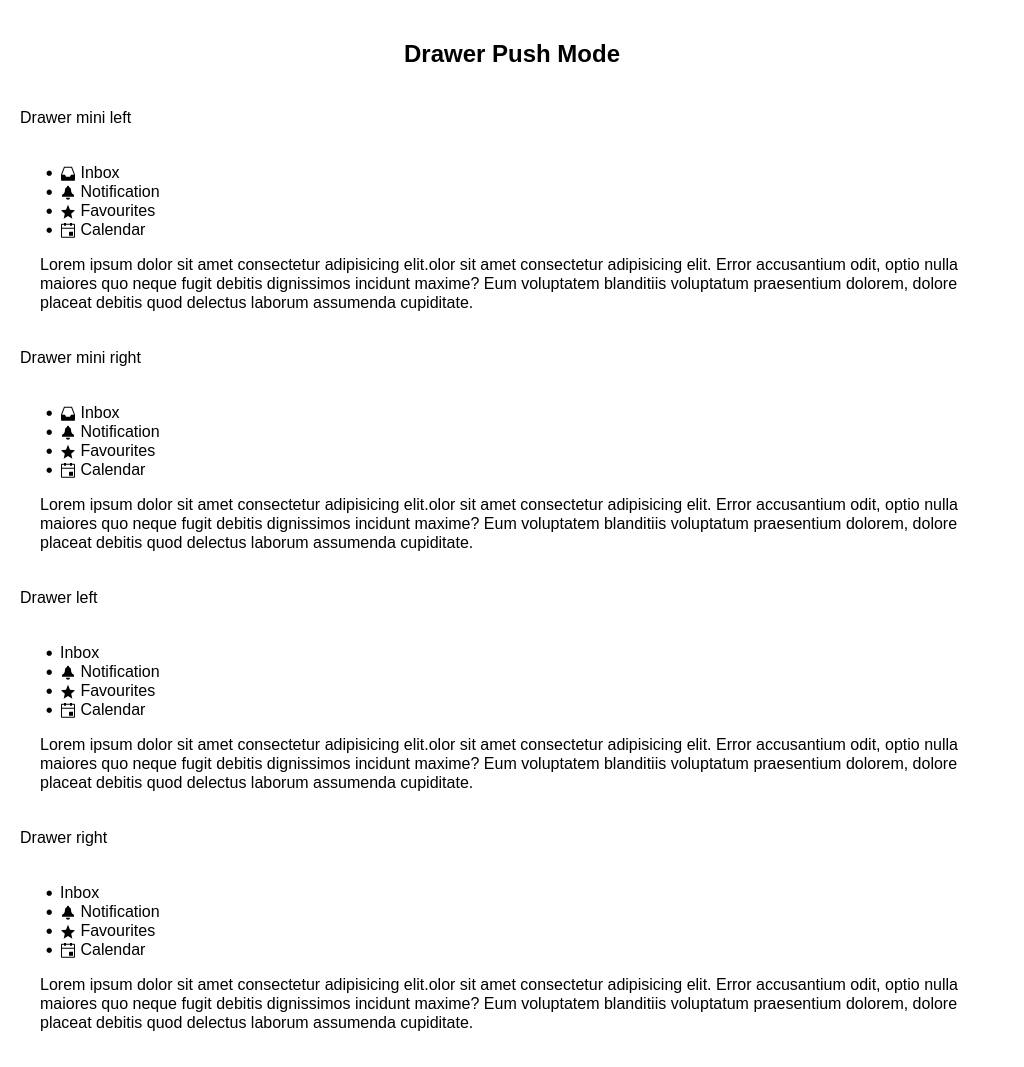 Drawer Push Mode
Drawer mini left
Inbox
Notification
Favourites
Calendar
Lorem ipsum dolor sit amet consectetur adipisicing elit.olor sit amet consectetur adipisicing elit. Error accusantium odit, optio nulla
maiores quo neque fugit debitis dignissimos incidunt maxime? Eum voluptatem blanditiis voluptatum praesentium dolorem, dolore
placeat debitis quod delectus laborum assumenda cupiditate.
Drawer mini right
Inbox
Notification
Favourites
Calendar
Lorem ipsum dolor sit amet consectetur adipisicing elit.olor sit amet consectetur adipisicing elit. Error accusantium odit, optio nulla
maiores quo neque fugit debitis dignissimos incidunt maxime? Eum voluptatem blanditiis voluptatum praesentium dolorem, dolore
placeat debitis quod delectus laborum assumenda cupiditate.
Drawer left
Inbox
Notification
Favourites
Calendar
Lorem ipsum dolor sit amet consectetur adipisicing elit.olor sit amet consectetur adipisicing elit. Error accusantium odit, optio nulla
maiores quo neque fugit debitis dignissimos incidunt maxime? Eum voluptatem blanditiis voluptatum praesentium dolorem, dolore
placeat debitis quod delectus laborum assumenda cupiditate.
Drawer right
Inbox
Notification
Favourites
Calendar
Lorem ipsum dolor sit amet consectetur adipisicing elit.olor sit amet consectetur adipisicing elit. Error accusantium odit, optio nulla
maiores quo neque fugit debitis dignissimos incidunt maxime? Eum voluptatem blanditiis voluptatum praesentium dolorem, dolore
placeat debitis quod delectus laborum assumenda cupiditate.